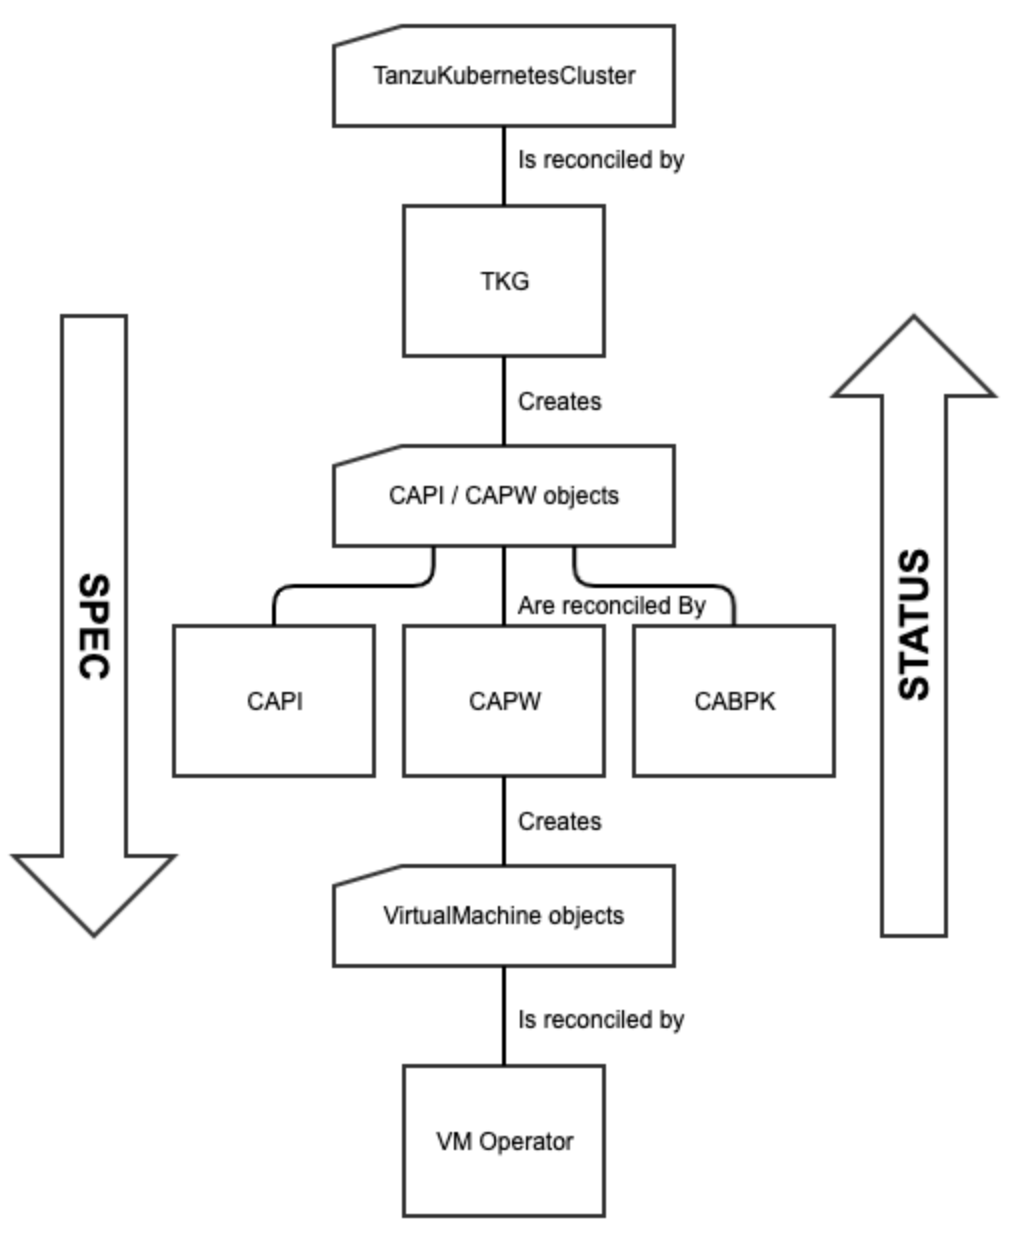 TanzuKubernetesCluster
Is reconciled by
TKG
Creates
CAPI / CAPW objects
Are reconciled By
CAPI
CAPW
CABPK
Creates
VirtualMachine objects
Is reconciled by
VM Operator
SPEC
STATUS